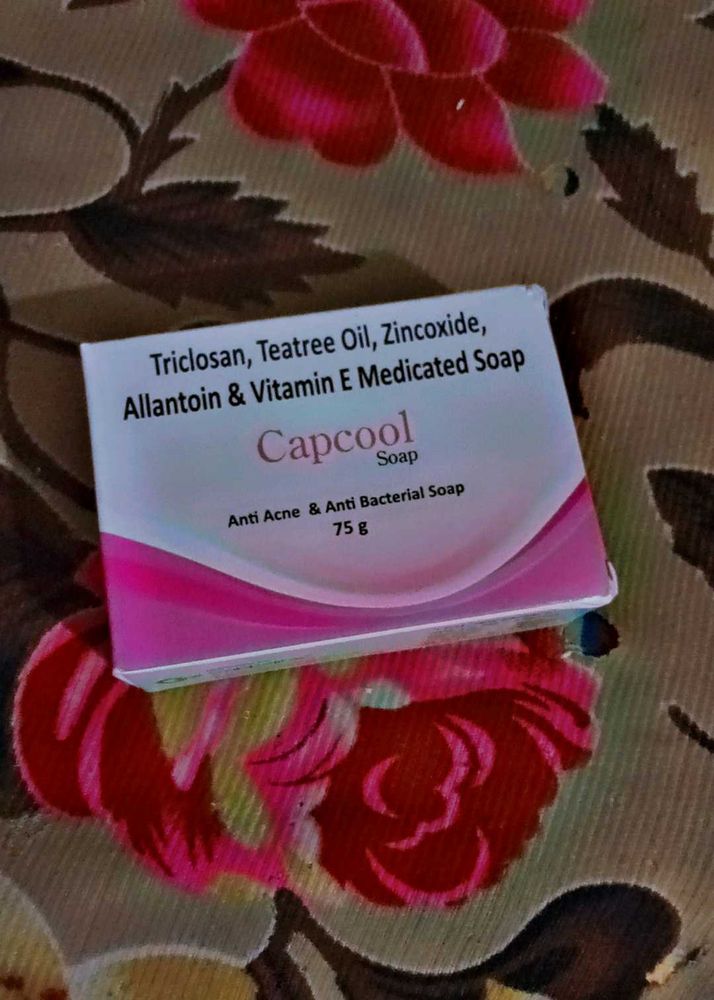 Triclosan, Teatree Oil, Zincoxide,
Allantoin & Vitamin E Medicated Soap
Capcool
Soap
Anti Acne & Anti Bacterial Soap
75 g